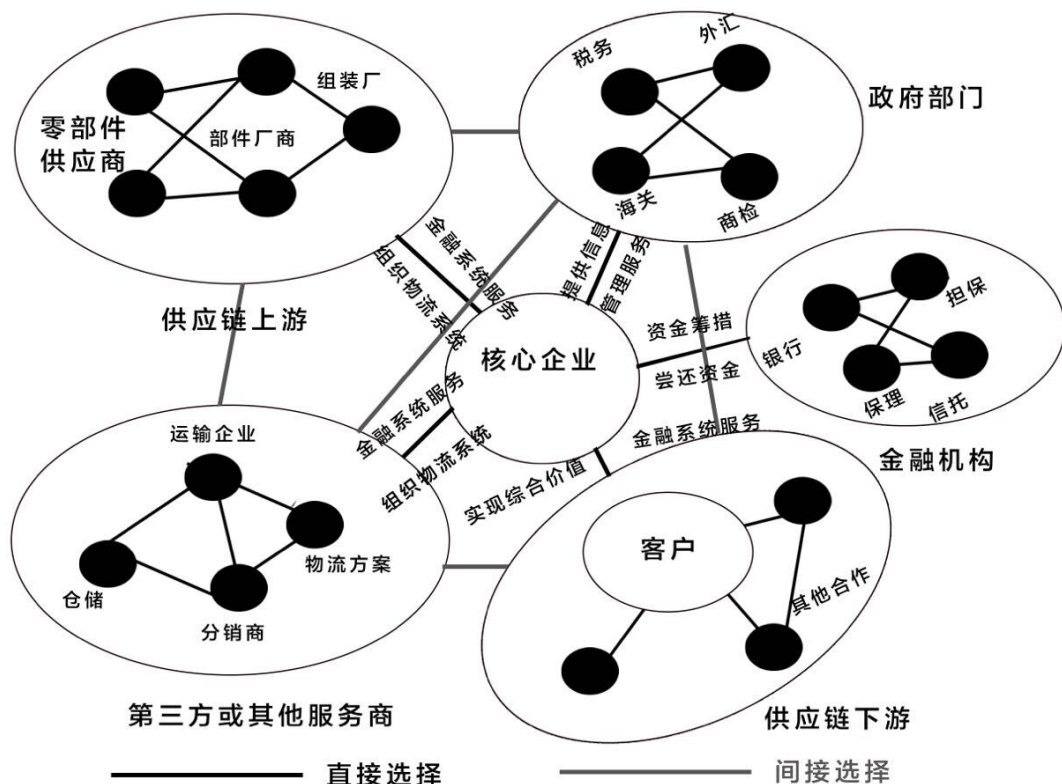 税务
外汇
组装厂
政府部门
零部件
供应商
部件厂商
海关
商检
金融系统服务
组织物流系统
提供信息
管理服务
供应链上游
核心企业
资金筹措
尝还资金
银行
担保
保理
信托
金融机构
运输企业
金融系统服务
组织物流系统
金融系统服务
实现综合价值
客户
物流方案
仓储
分销商
其他合作
第三方或其他服务商
供应链下游
直接选择
间接选择